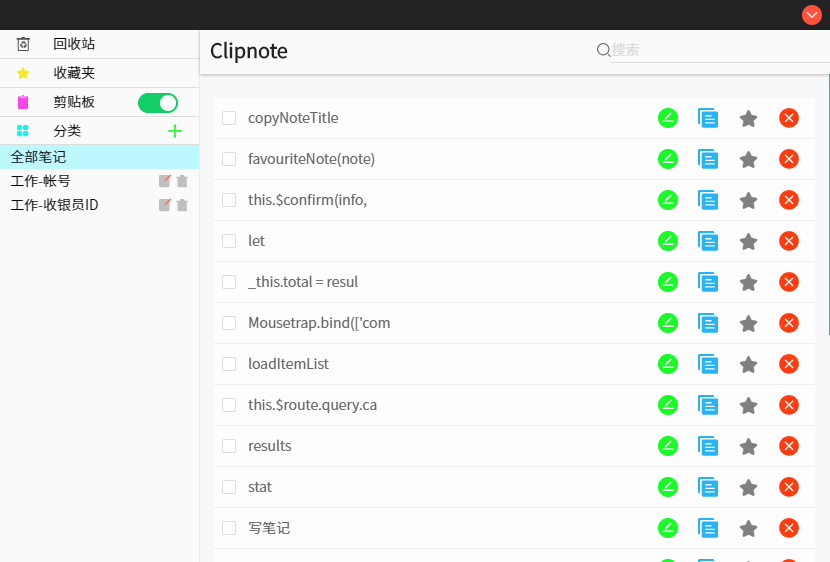 回收站
收藏夹
剪贴板
分类
全部笔记
工作-帐号
工作-收银员ID
Clipnote
搜索
copyNoteTitle
favouriteNote(note)
this.$confirm(info,
let
_this.total = resul
Mousetrap.bind(['com
loadItemList
this.$route.query.ca
results
stat
写笔记